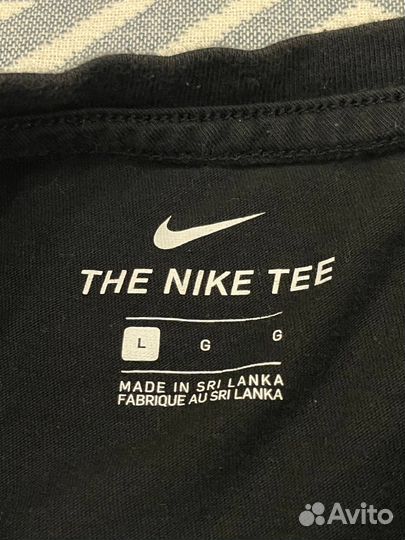 THE NIKE TEE
L G G
MADE IN SRI LANKA
FABRIQUE AU SRI LANKA
Avito